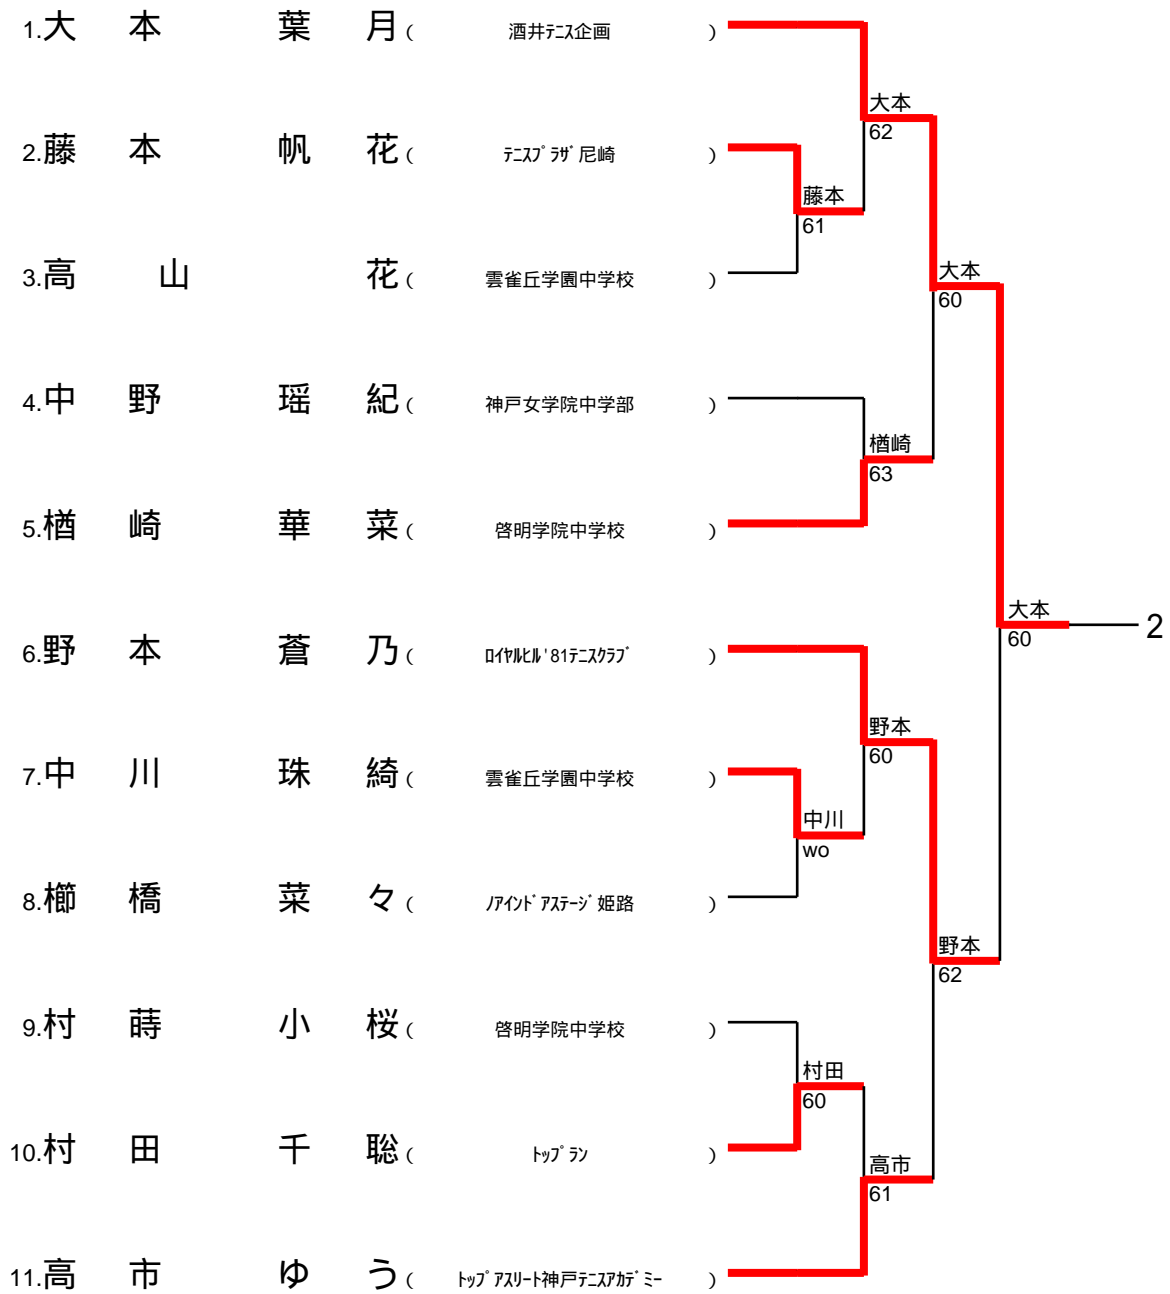 1.大本 葉月(酒井テニス企画)
大本
62
2.藤本 帆花(テニスプラザ尼崎)
藤本
61
3.高山 花(雲雀丘学園中学校)
大本
60
4.中野 瑶紀(神戸女学院中学部)
楢崎
63
5.楢崎 華菜(啓明学院中学校)
大本
60
2
6.野本 蒼乃(ロイヤルヒル'81テニスクラブ)
野本
60
7.中川 珠綺(雲雀丘学園中学校)
中川
wo
8.櫛橋 菜々(ノアインドアステージ姫路)
野本
62
9.村蒔 小桜(啓明学院中学校)
村田
60
10.村田 千聡(トップラン)
高市
61
11.高市 ゆう(トップアスリート神戸テニスアカデミー)